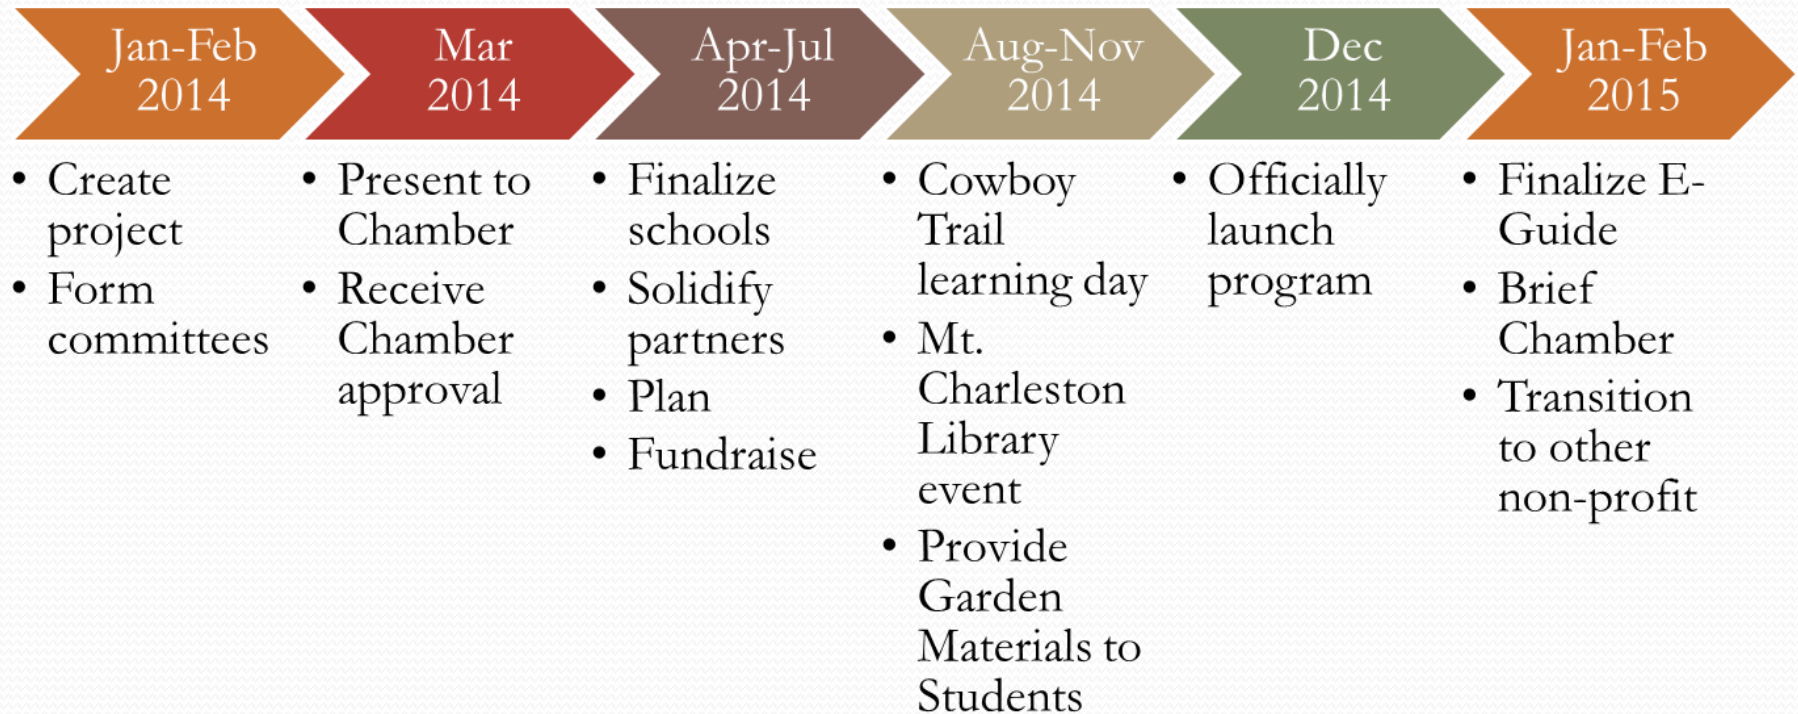 Jan-Feb
2014
Mar
2014
Apr-Jul
2014
Aug-Nov
2014
Dec
2014
Jan-Feb
2015
• Create
project
• Form
committees
• Present to
Chamber
• Receive
Chamber
approval
• Finalize
schools
• Solidify
partners
• Plan
• Fundraise
• Cowboy
Trail
learning day
• Mt.
Charleston
Library
event
• Provide
Garden
Materials to
Students
• Officially
launch
program
• Finalize E-
Guide
• Brief
Chamber
• Transition
to other
non-profit